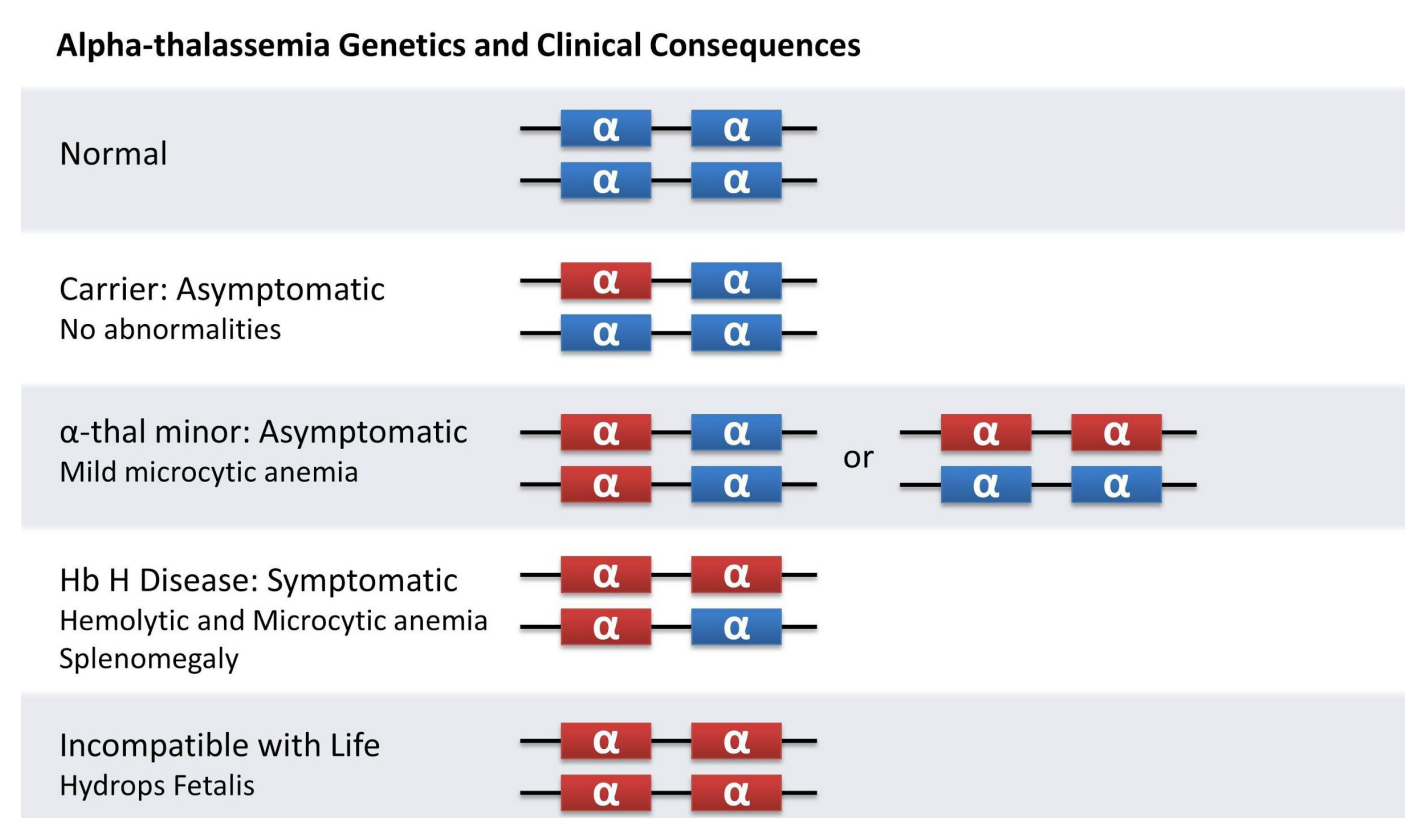 Alpha-thalassemia Genetics and Clinical Consequences
Normal
α α
α α
Carrier: Asymptomatic
No abnormalities
α α
α α
α-thal minor: Asymptomatic
Mild microcytic anemia
α α
α α
or
α α
α α
Hb H Disease: Symptomatic
Hemolytic and Microcytic anemia
Splenomegaly
α α
α α
Incompatible with Life
Hydrops Fetalis
α α
α α